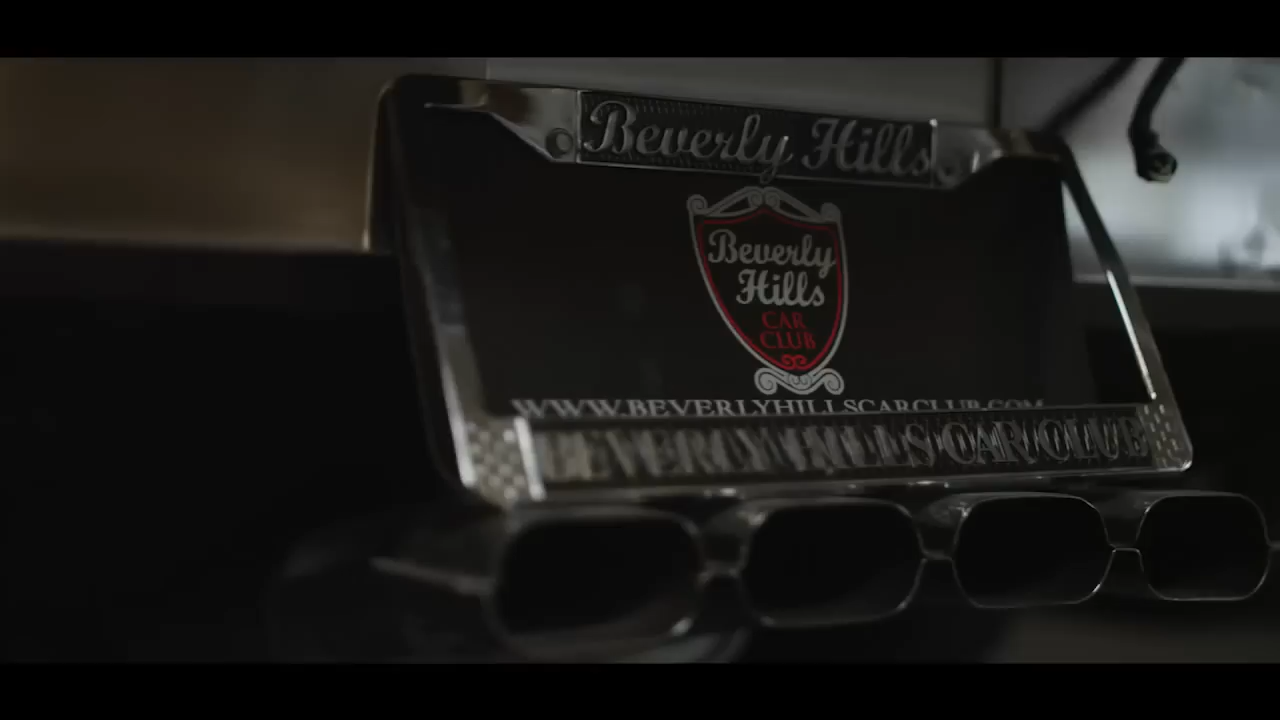 Beverly Hills
Beverly
Hills
CAR
CLUB
WWW.BEVERLYHILLSCARCLUB.COM
BEVERLY HILLS CAR CLUB